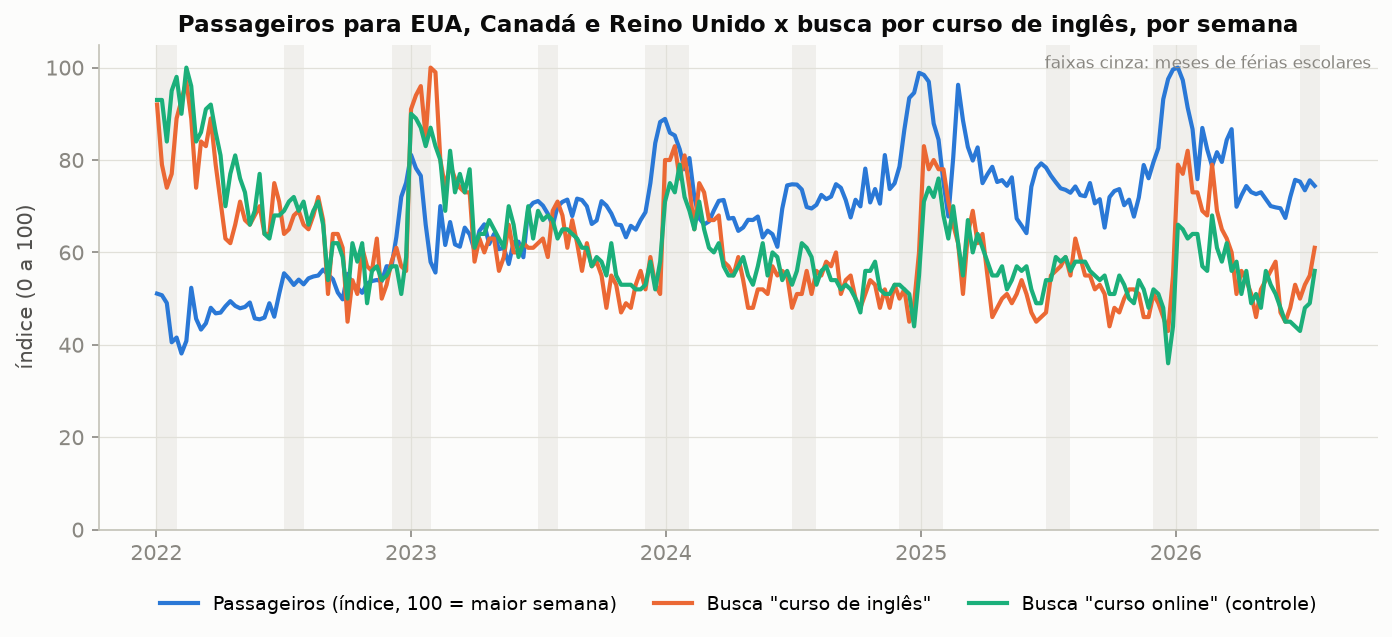 Passageiros para EUA, Canadá e Reino Unido x busca por curso de inglês, por semana
faixas cinza: meses de férias escolares
índice (0 a 100)
100
80
60
40
20
0
2022 2023 2024 2025 2026
Passageiros (índice, 100 = maior semana) Busca "curso de inglês" Busca "curso online" (controle)